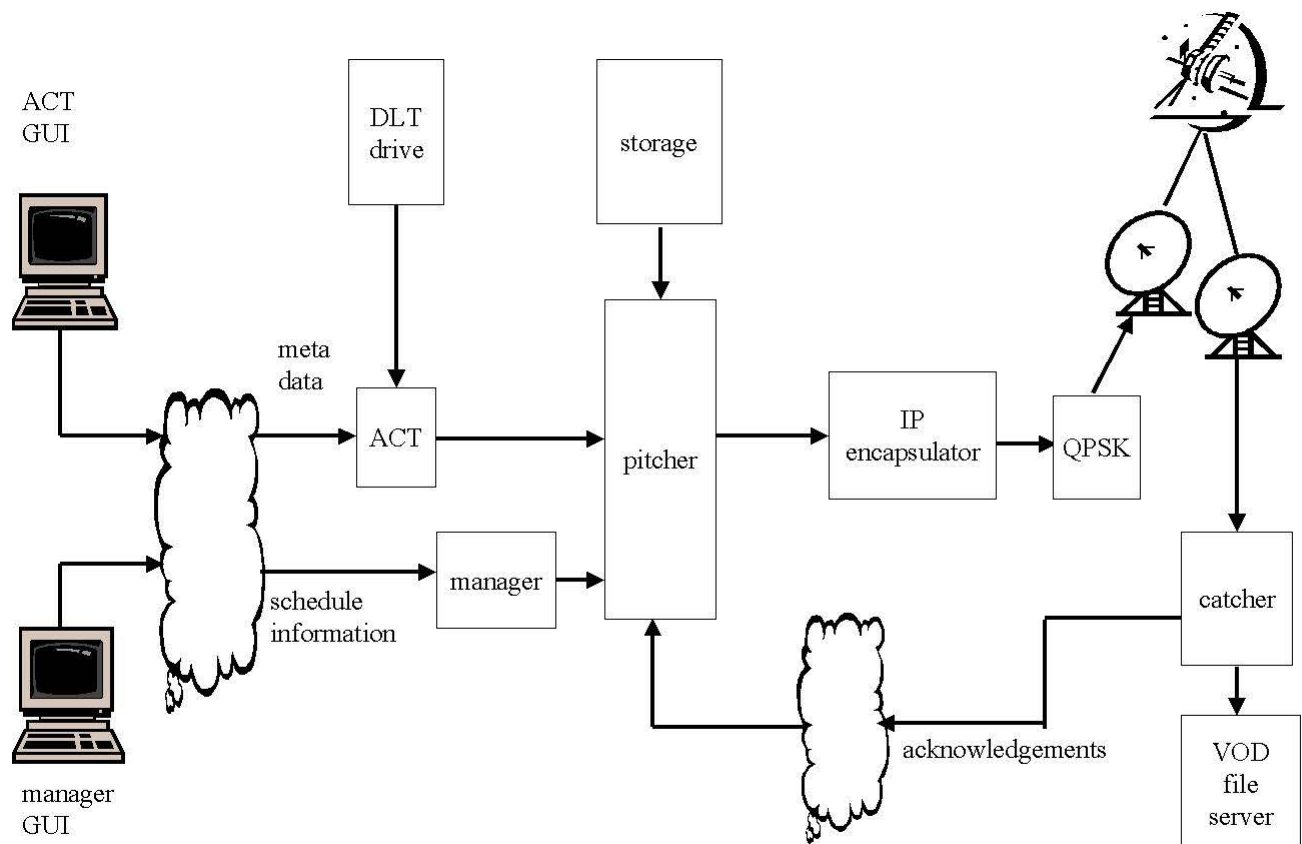 ACT
GUI
DLT
drive
storage
meta
data
ACT
pitcher
IP
encapsulator
QPSK
manager
schedule
information
catcher
acknowledgements
VOD
file
server
manager
GUI